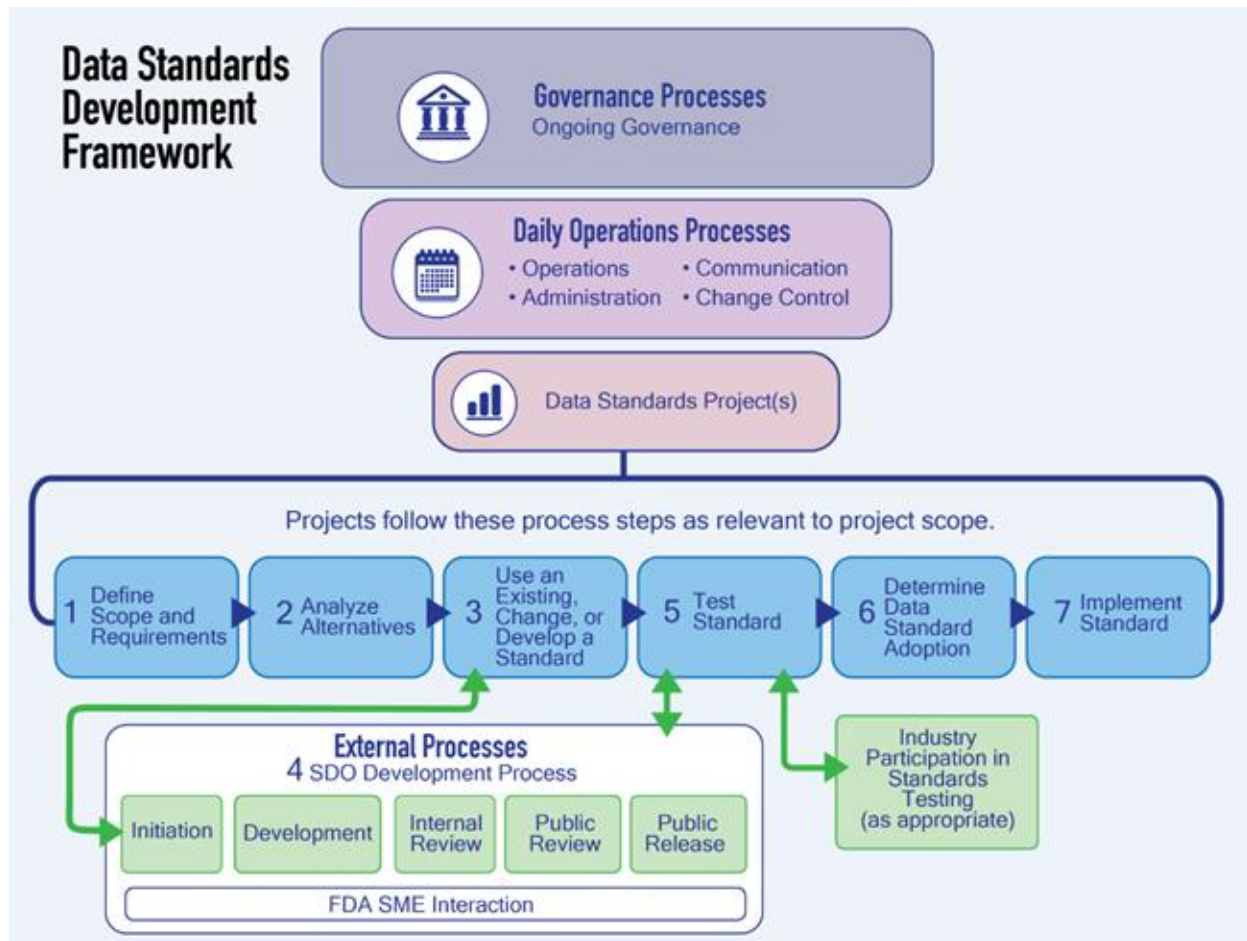 Data Standards
Development
Framework
Governance Processes
Ongoing Governance
Daily Operations Processes
• Operations
• Administration
• Communication
• Change Control
Data Standards Project(s)
Projects follow these process steps as relevant to project scope.
1 Define
Scope and
Requirements
2 Analyze
Alternatives
3 Use an
Existing,
Change, or
Develop a
Standard
5 Test
Standard
6 Determine
Data
Standard
Adoption
7 Implement
Standard
External Processes
4 SDO Development Process
Initiation
Development
Internal
Review
Public
Review
Public
Release
FDA SME Interaction
Industry
Participation in
Standards
Testing
(as appropriate)